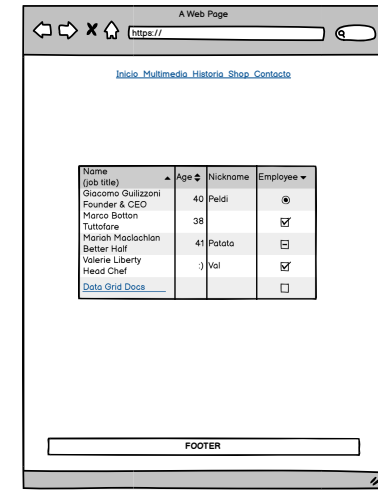 A Web Page
https://
Inicio Multimedia Historia Shop Contacto
Name
(job title) Age Nickname Employee
Giacomo Guilizzoni
Founder & CEO 40 Peldi
Marco Botton
Tuttofare 38
Mariah Maclachlan
Better Half 41 Patata
Valerie Liberty
Head Chef :) Val
Data Grid Docs
FOOTER